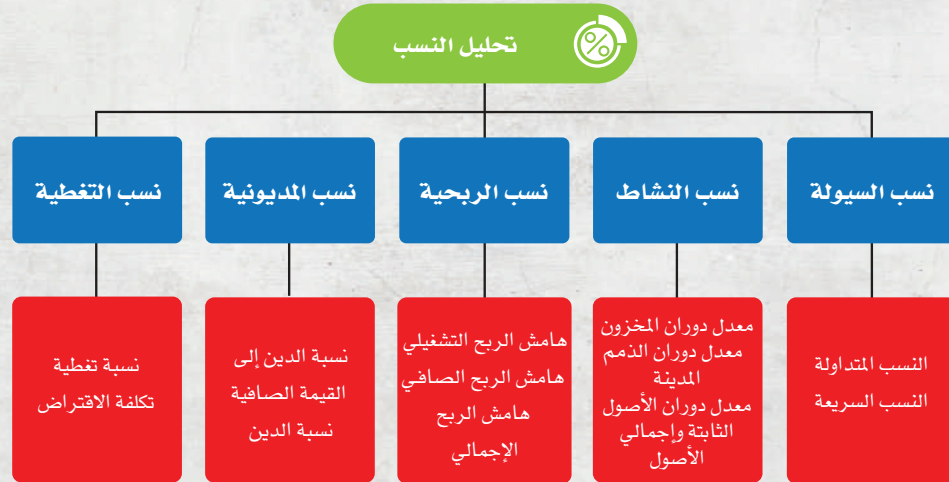 تحليل النسب
نسب السيولة
نسب النشاط
نسب الربحية
نسب المديونية
نسب التغطية
النسب المتداولة
النسب السريعة
معدل دوران المخزون
معدل دوران الذمم
المدينة
معدل دوران الأصول
الثابتة وإجمالي
الأصول
هامش الربح التشغيلي
هامش الربح الصافي
هامش الربح
الإجمالي
نسبة الدين إلى
القيمة الصافية
نسبة الدين
نسبة تغطية
تكلفة الاقتراض